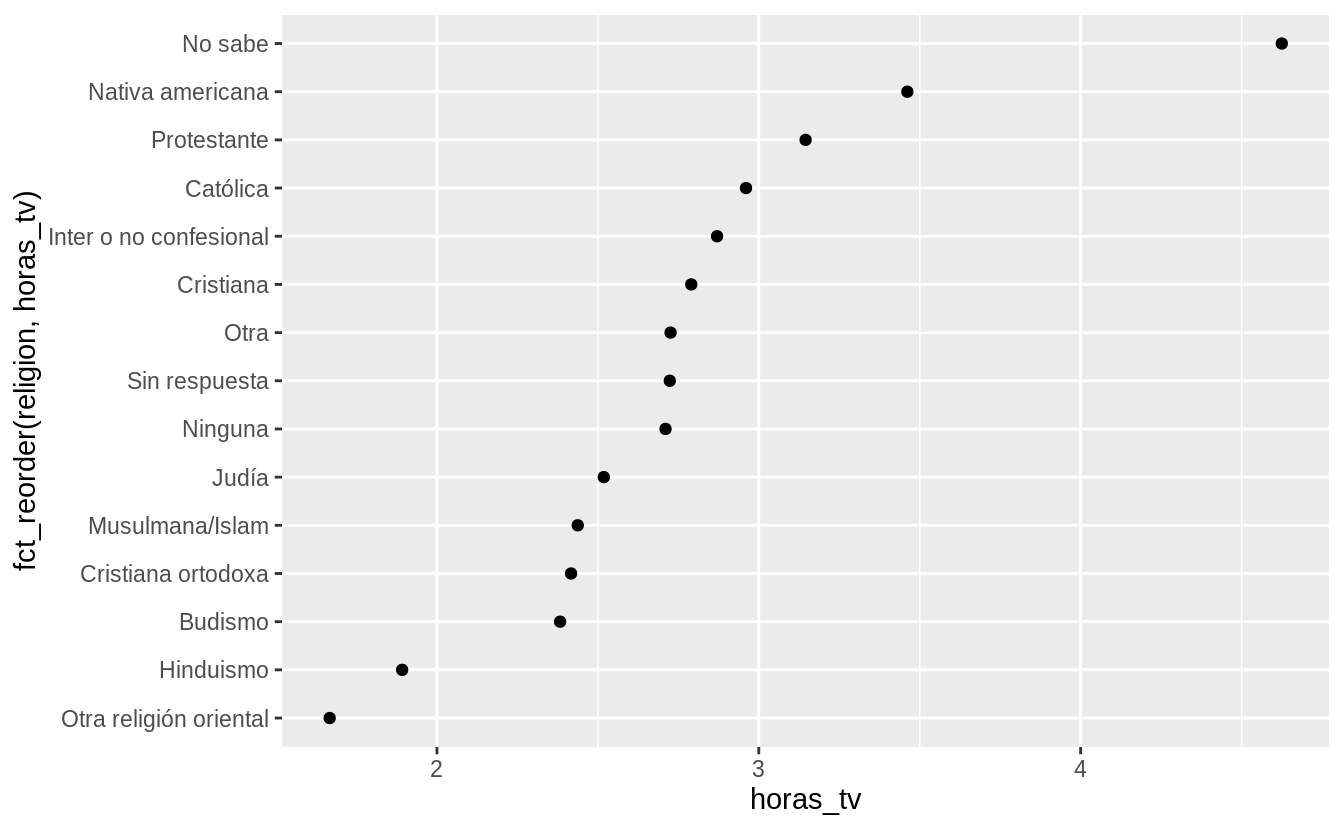 No sabe
Nativa americana
Protestante
Católica
Inter o no confesional
Cristiana
Otra
Sin respuesta
Ninguna
Judía
Musulmana/Islam
Cristiana ortodoxa
Budismo
Hinduismo
Otra religión oriental
fct_reorder(religion, horas_tv)
2 3 4
horas_tv